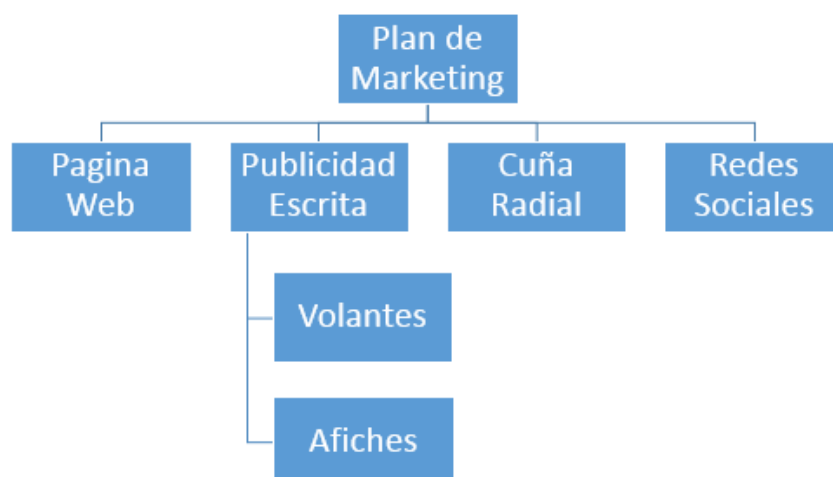 Plan de
Marketing
Pagina
Web
Publicidad
Escrita
Cuña
Radial
Redes
Sociales
Volantes
Afiches